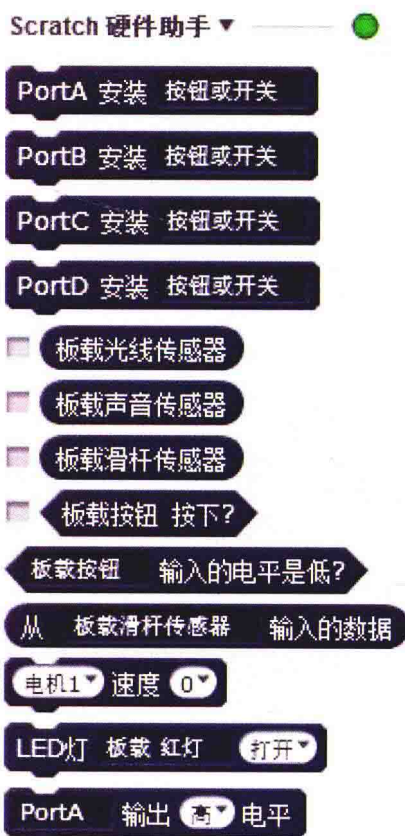 Scratch 硬件助手 ▼
PortA 安装 按钮或开关
PortB 安装 按钮或开关
PortC 安装 按钮或开关
PortD 安装 按钮或开关
板载光线传感器
板载声音传感器
板载滑杆传感器
板载按钮 按下?
板载按钮 输入的电平是低?
从 板载滑杆传感器 输入的数据
电机1 速度 0
LED灯 板载 红灯 打开
PortA 输出 高 电平